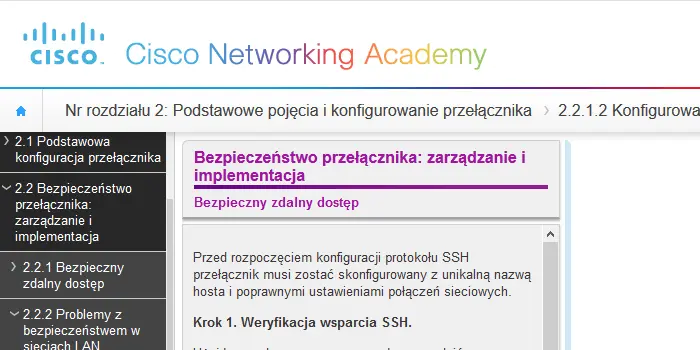 CISCO.
Cisco Networking Academy
Nr rozdziału 2: Podstawowe pojęcia i konfigurowanie przełącznika
2.2.1.2 Konfigurowa
2.1 Podstawowa
konfiguracja przełącznika
2.2 Bezpieczeństwo
przełącznika:
zarządzanie i
implementacja
2.2.1 Bezpieczny
zdalny dostęp
2.2.2 Problemy z
bezpieczeństwem w
sieciach LAN
Bezpieczeństwo przełącznika: zarządzanie i
implementacja
Bezpieczny zdalny dostęp
Przed rozpoczęciem konfiguracji protokołu SSH
przełącznik musi zostać skonfigurowany z unikalną nazwą
hosta i poprawnymi ustawieniami połączeń sieciowych.
Krok 1. Weryfikacja wsparcia SSH.